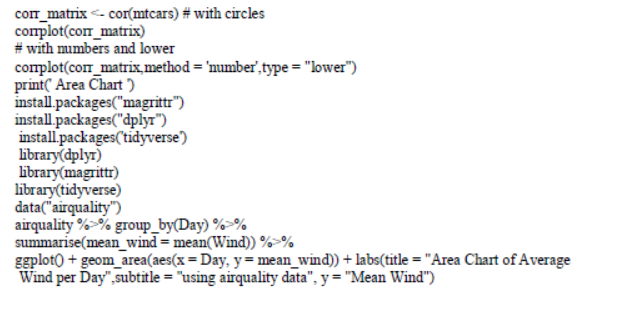 corr_matrix <- cor(mtcars) # with circles
corrplot(corr_matrix)
# with numbers and lower
corrplot(corr_matrix,method = 'number',type = "lower")
print(' Area Chart ')
install.packages("magrittr")
install.packages("dplyr")
install.packages('tidyverse')
library(dplyr)
library(magrittr)
library(tidyverse)
data("airquality")
airquality %>% group_by(Day) %>%
summarise(mean_wind = mean(Wind)) %>%
ggplot() + geom_area(aes(x = Day, y = mean_wind)) + labs(title = "Area Chart of Average
Wind per Day",subtitle = "using airquality data", y = "Mean Wind")